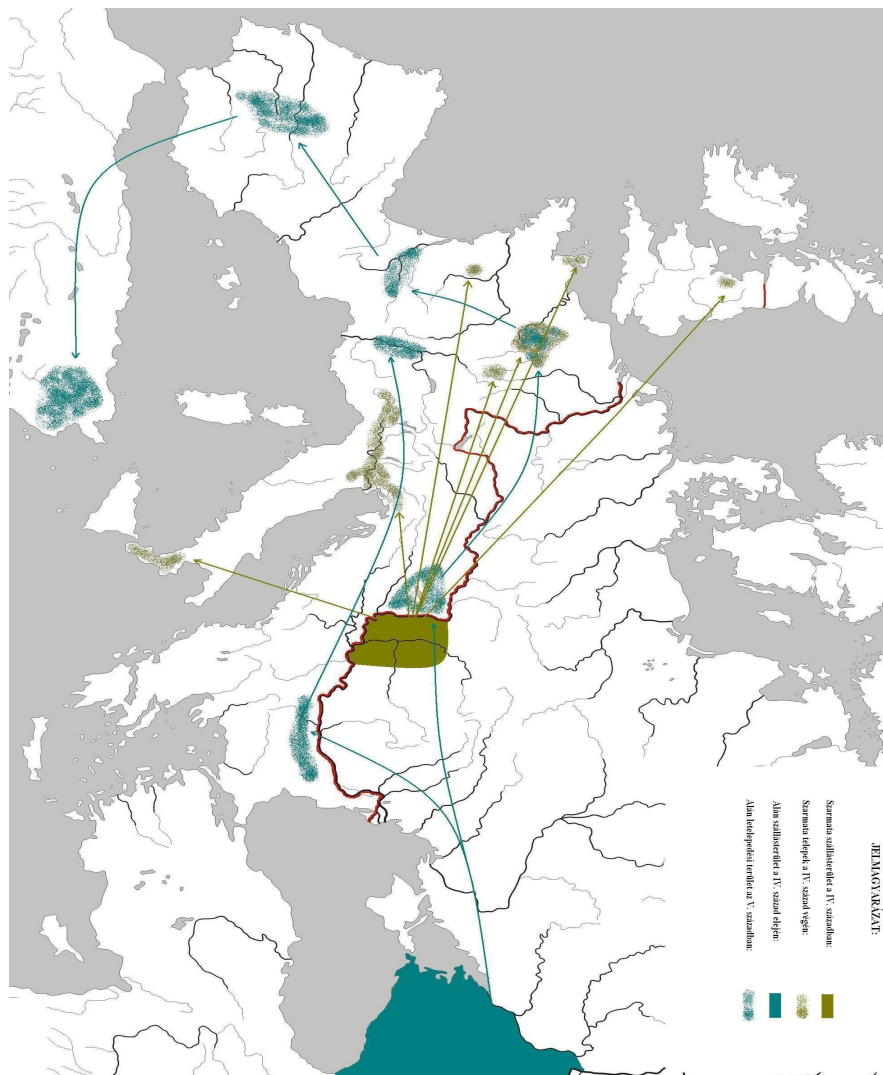 JELMAGYARÁZAT:
Szarmata szállásterület a IV. században:
Szarmata telepek a IV. század végén:
Alán szállásterület a IV. század elején:
Alán letelepedési terület az V. században: